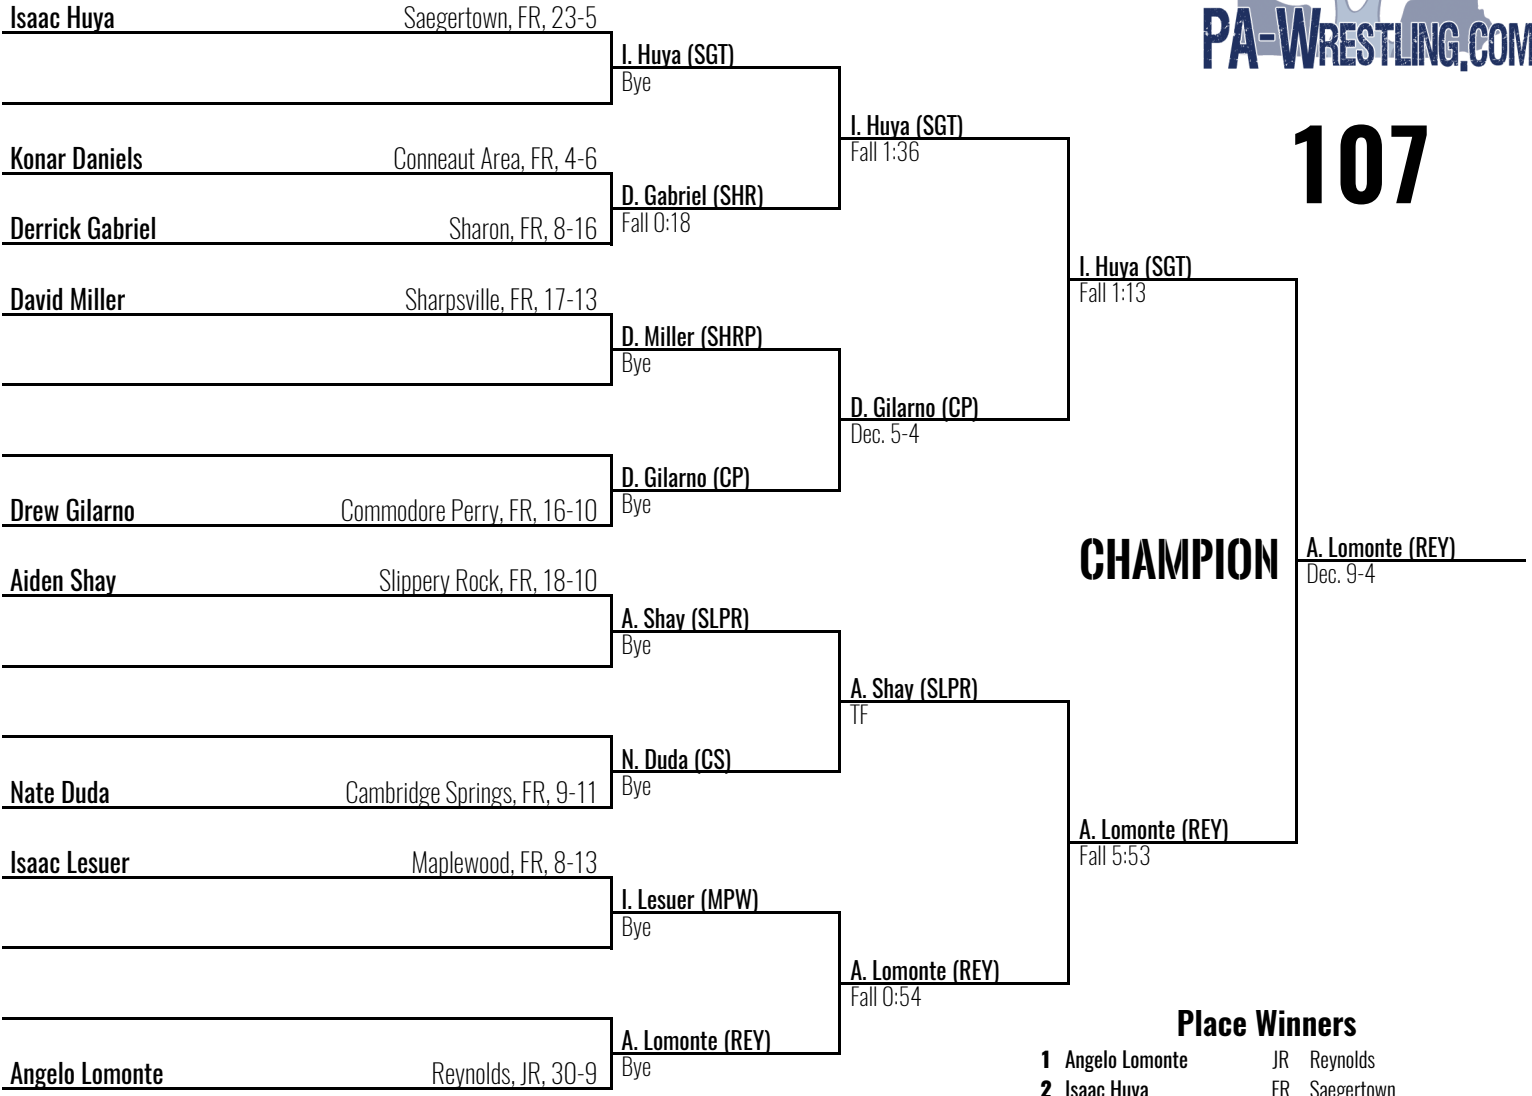 Isaac Huya Saegertown, FR, 23-5
I. Huya (SGT)
Bye
PA-WRESTLING.COM
I. Huya (SGT)
Fall 1:36
107
Konar Daniels Conneaut Area, FR, 4-6
D. Gabriel (SHR)
Fall 0:18
Derrick Gabriel Sharon, FR, 8-16
I. Huya (SGT)
Fall 1:13
David Miller Sharpsville, FR, 17-13
D. Miller (SHRP)
Bye
D. Gilarno (CP)
Dec. 5-4
D. Gilarno (CP)
Bye
Drew Gilarno Commodore Perry, FR, 16-10
CHAMPION
A. Lomonte (REY)
Dec. 9-4
Aiden Shay Slippery Rock, FR, 18-10
A. Shay (SLPR)
Bye
A. Shay (SLPR)
TF
N. Duda (CS)
Bye
Nate Duda Cambridge Springs, FR, 9-11
A. Lomonte (REY)
Fall 5:53
Isaac Lesuer Maplewood, FR, 8-13
I. Lesuer (MPW)
Bye
A. Lomonte (REY)
Fall 0:54
A. Lomonte (REY)
Bye
Angelo Lomonte Reynolds, JR, 30-9
Place Winners
1 Angelo Lomonte JR Reynolds
2 Isaac Huya FR Saegertown